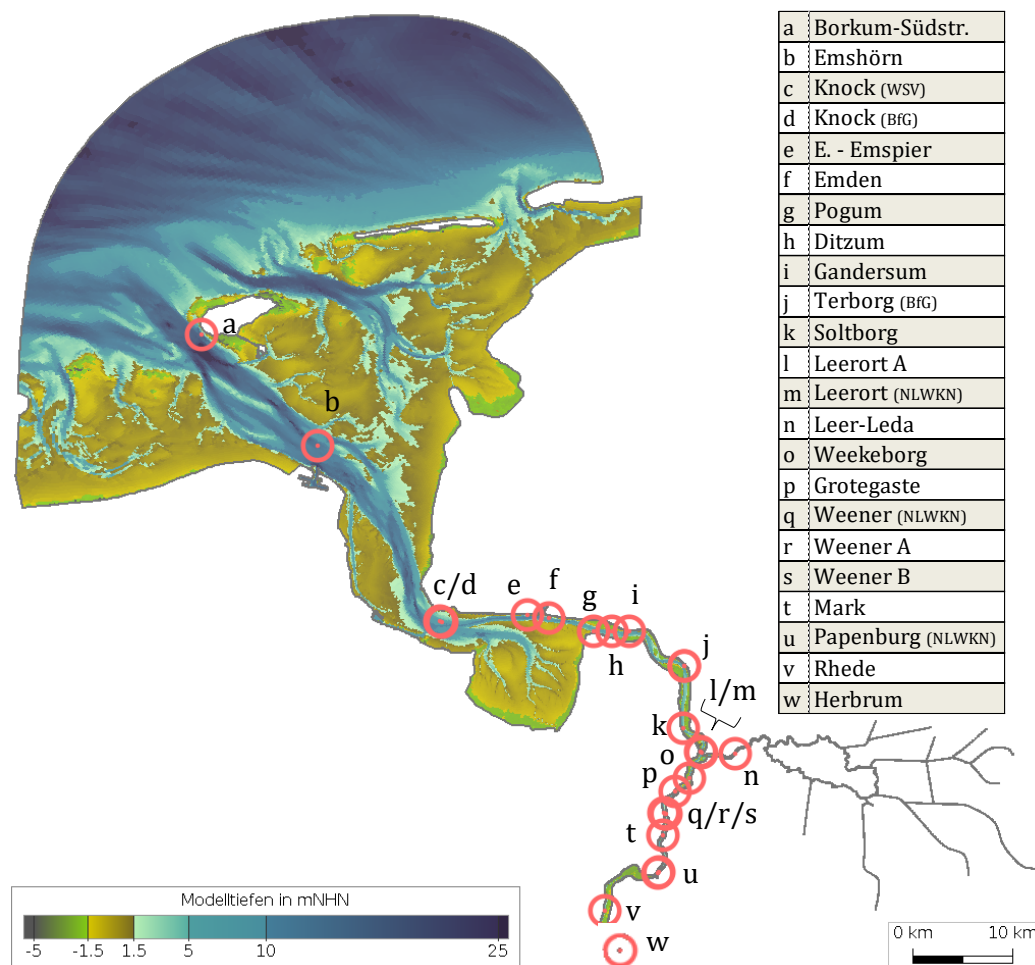 a Borkum-Südstr.
b Emshörn
c Knock (WSV)
d Knock (BfG)
e E. - Emspier
f Emden
g Pogum
h Ditzum
i Gandersum
j Terborg (BfG)
k Soltborg
l Leerort A
m Leerort (NLWKN)
n Leer-Leda
o Weekeborg
p Grotegaste
q Weener (NLWKN)
r Weener A
s Weener B
t Mark
u Papenburg (NLWKN)
v Rhede
w Herbrum
a
b
c/d
e
f
g
i
h
j
l/m
k
o
n
p
q/r/s
t
u
v
w
Modelltiefen in mNHN
-5 -1.5 1.5 5 10 25
0 km 10 km